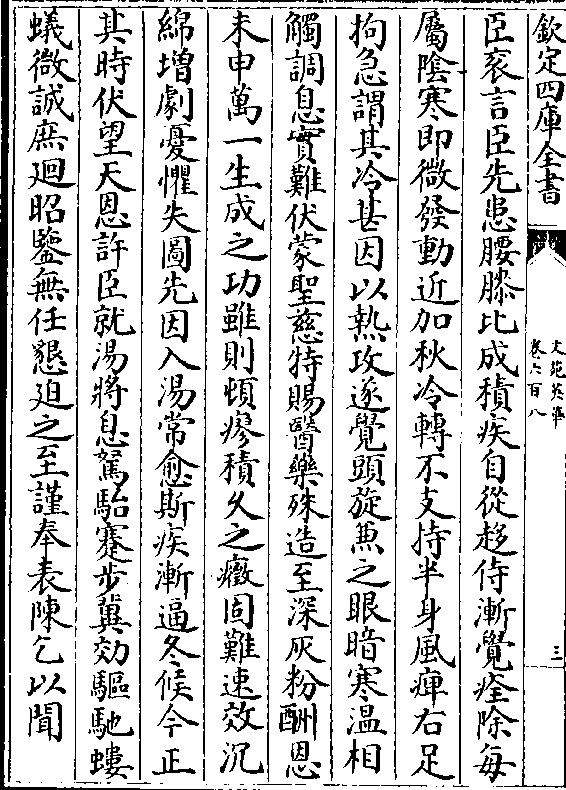 欽定四庫全書
文苑英華
卷六百八
三
臣衮言臣先患腰膝比成積疾自從趍侍漸覺痊除每
屬陰寒即微發動近加秋冷轉不支持半身風痺右足
拘急謂其冷甚因以熱攻遂覺頭旋兼之眼暗寒溫相
觸調息實難伏蒙聖慈特賜醫藥殊造至深灰粉酬恩
未申萬一生成之功雖則頓瘳積久之癥固難速效沉
綿増劇憂懼失圖先因入湯常愈斯疾漸逼冬候今正
其時伏望天恩許臣就湯將息駑駘蹇步冀効驅馳螻
蟻微誠庶廻昭鑒無任懇迫之至謹奉表陳乞以聞